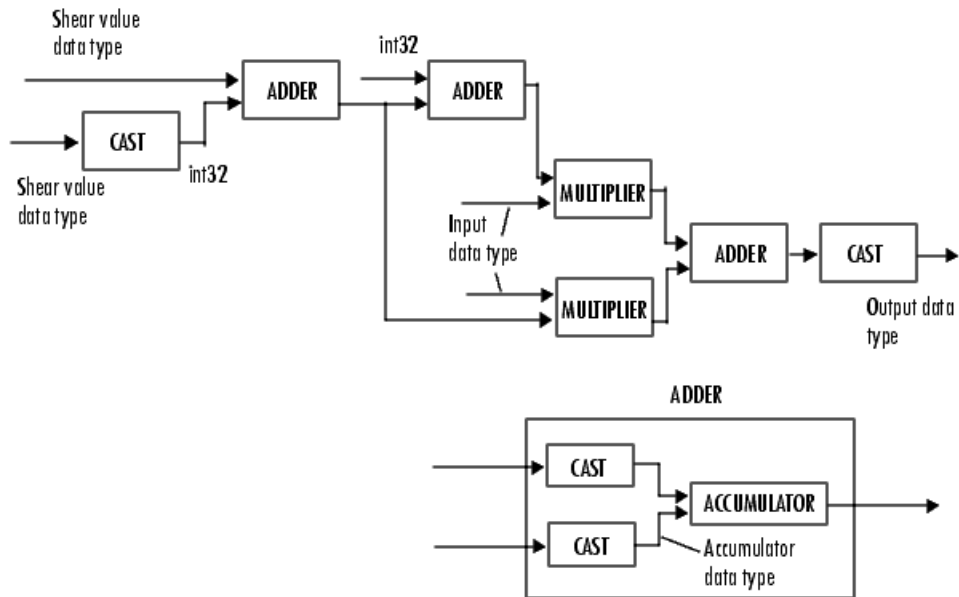 Shear value
data type
int32
ADDER
ADDER
CAST
int32
Shear value
data type
MULTIPLIER
Input
data type
ADDER
CAST
MULTIPLIER
Output data
type
ADDER
CAST
ACCUMULATOR
CAST
Accumulator
data type